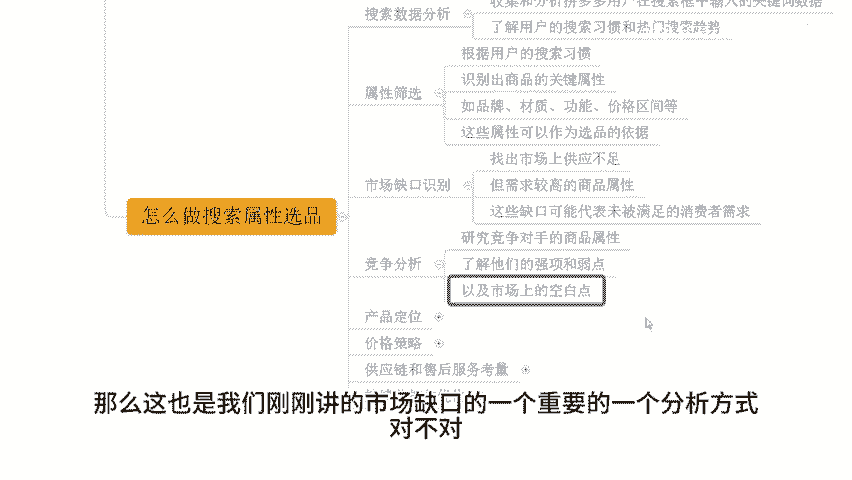 收集和分析拼多多用户在搜索框中输入的关键词数据
搜索数据分析
了解用户的搜索习惯和热门搜索趋势
根据用户的搜索习惯
识别出商品的关键属性
属性筛选
如品牌、材质、功能、价格区间等
这些属性可以作为选品的依据
找出市场上供应不足
市场缺口识别
但需求较高的商品属性
这些缺口可能代表未被满足的消费者需求
怎么做搜索属性选品
研究竞争对手的商品属性
竞争分析
了解他们的强项和弱点
以及市场上的空白点
产品定位
价格策略
供应链和售后服务考量
那么这也是我们刚刚讲的市场缺口的一个重要的一个分析方式
对不对